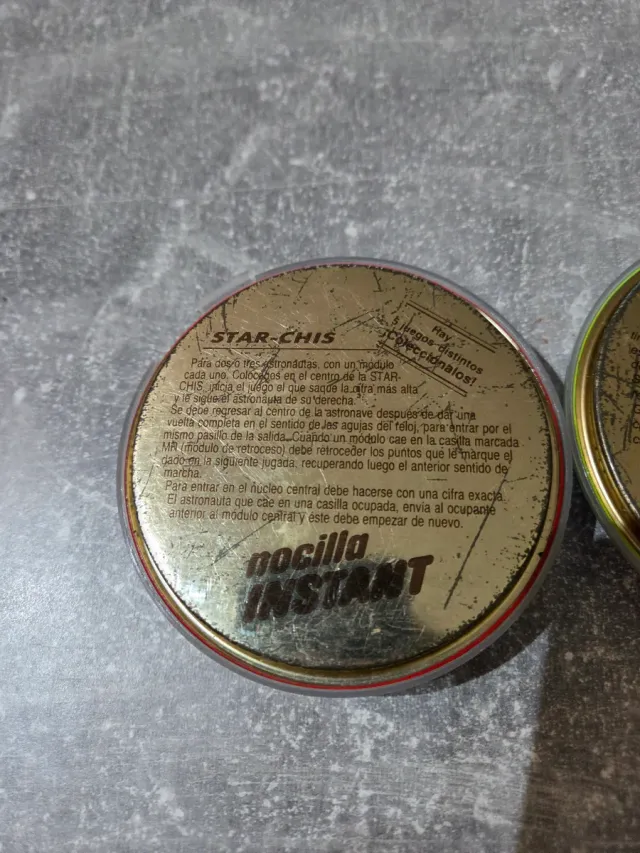 STAR-CHIS
Hay
5 juegos distintos
¡Coleccionalos!
Para dos ó tres astronautas, con un módulo
cada uno. Colocados en el centro de la STAR-
CHIS, inicia el juego al que saque la cifra más alta
y le sigue el astronauta de su derecha.
Se debe regresar al centro de la astronave después de dar una
vuelta completa en el sentido de las agujas del reloj, para entrar por el
mismo pasillo de la salida. Cuando un módulo cae en la casilla marcada
MR (módulo de retroceso) debe retroceder los puntos que le marque el
dado en la siguiente jugada, recuperando luego el anterior sentido de
marcha.
Para entrar en el núcleo central debe hacerse con una cifra exacta.
El astronauta que cae en una casilla ocupada, envia al ocupante
anterior al módulo central y éste debe empezar de nuevo.
nocilla
INSTANT